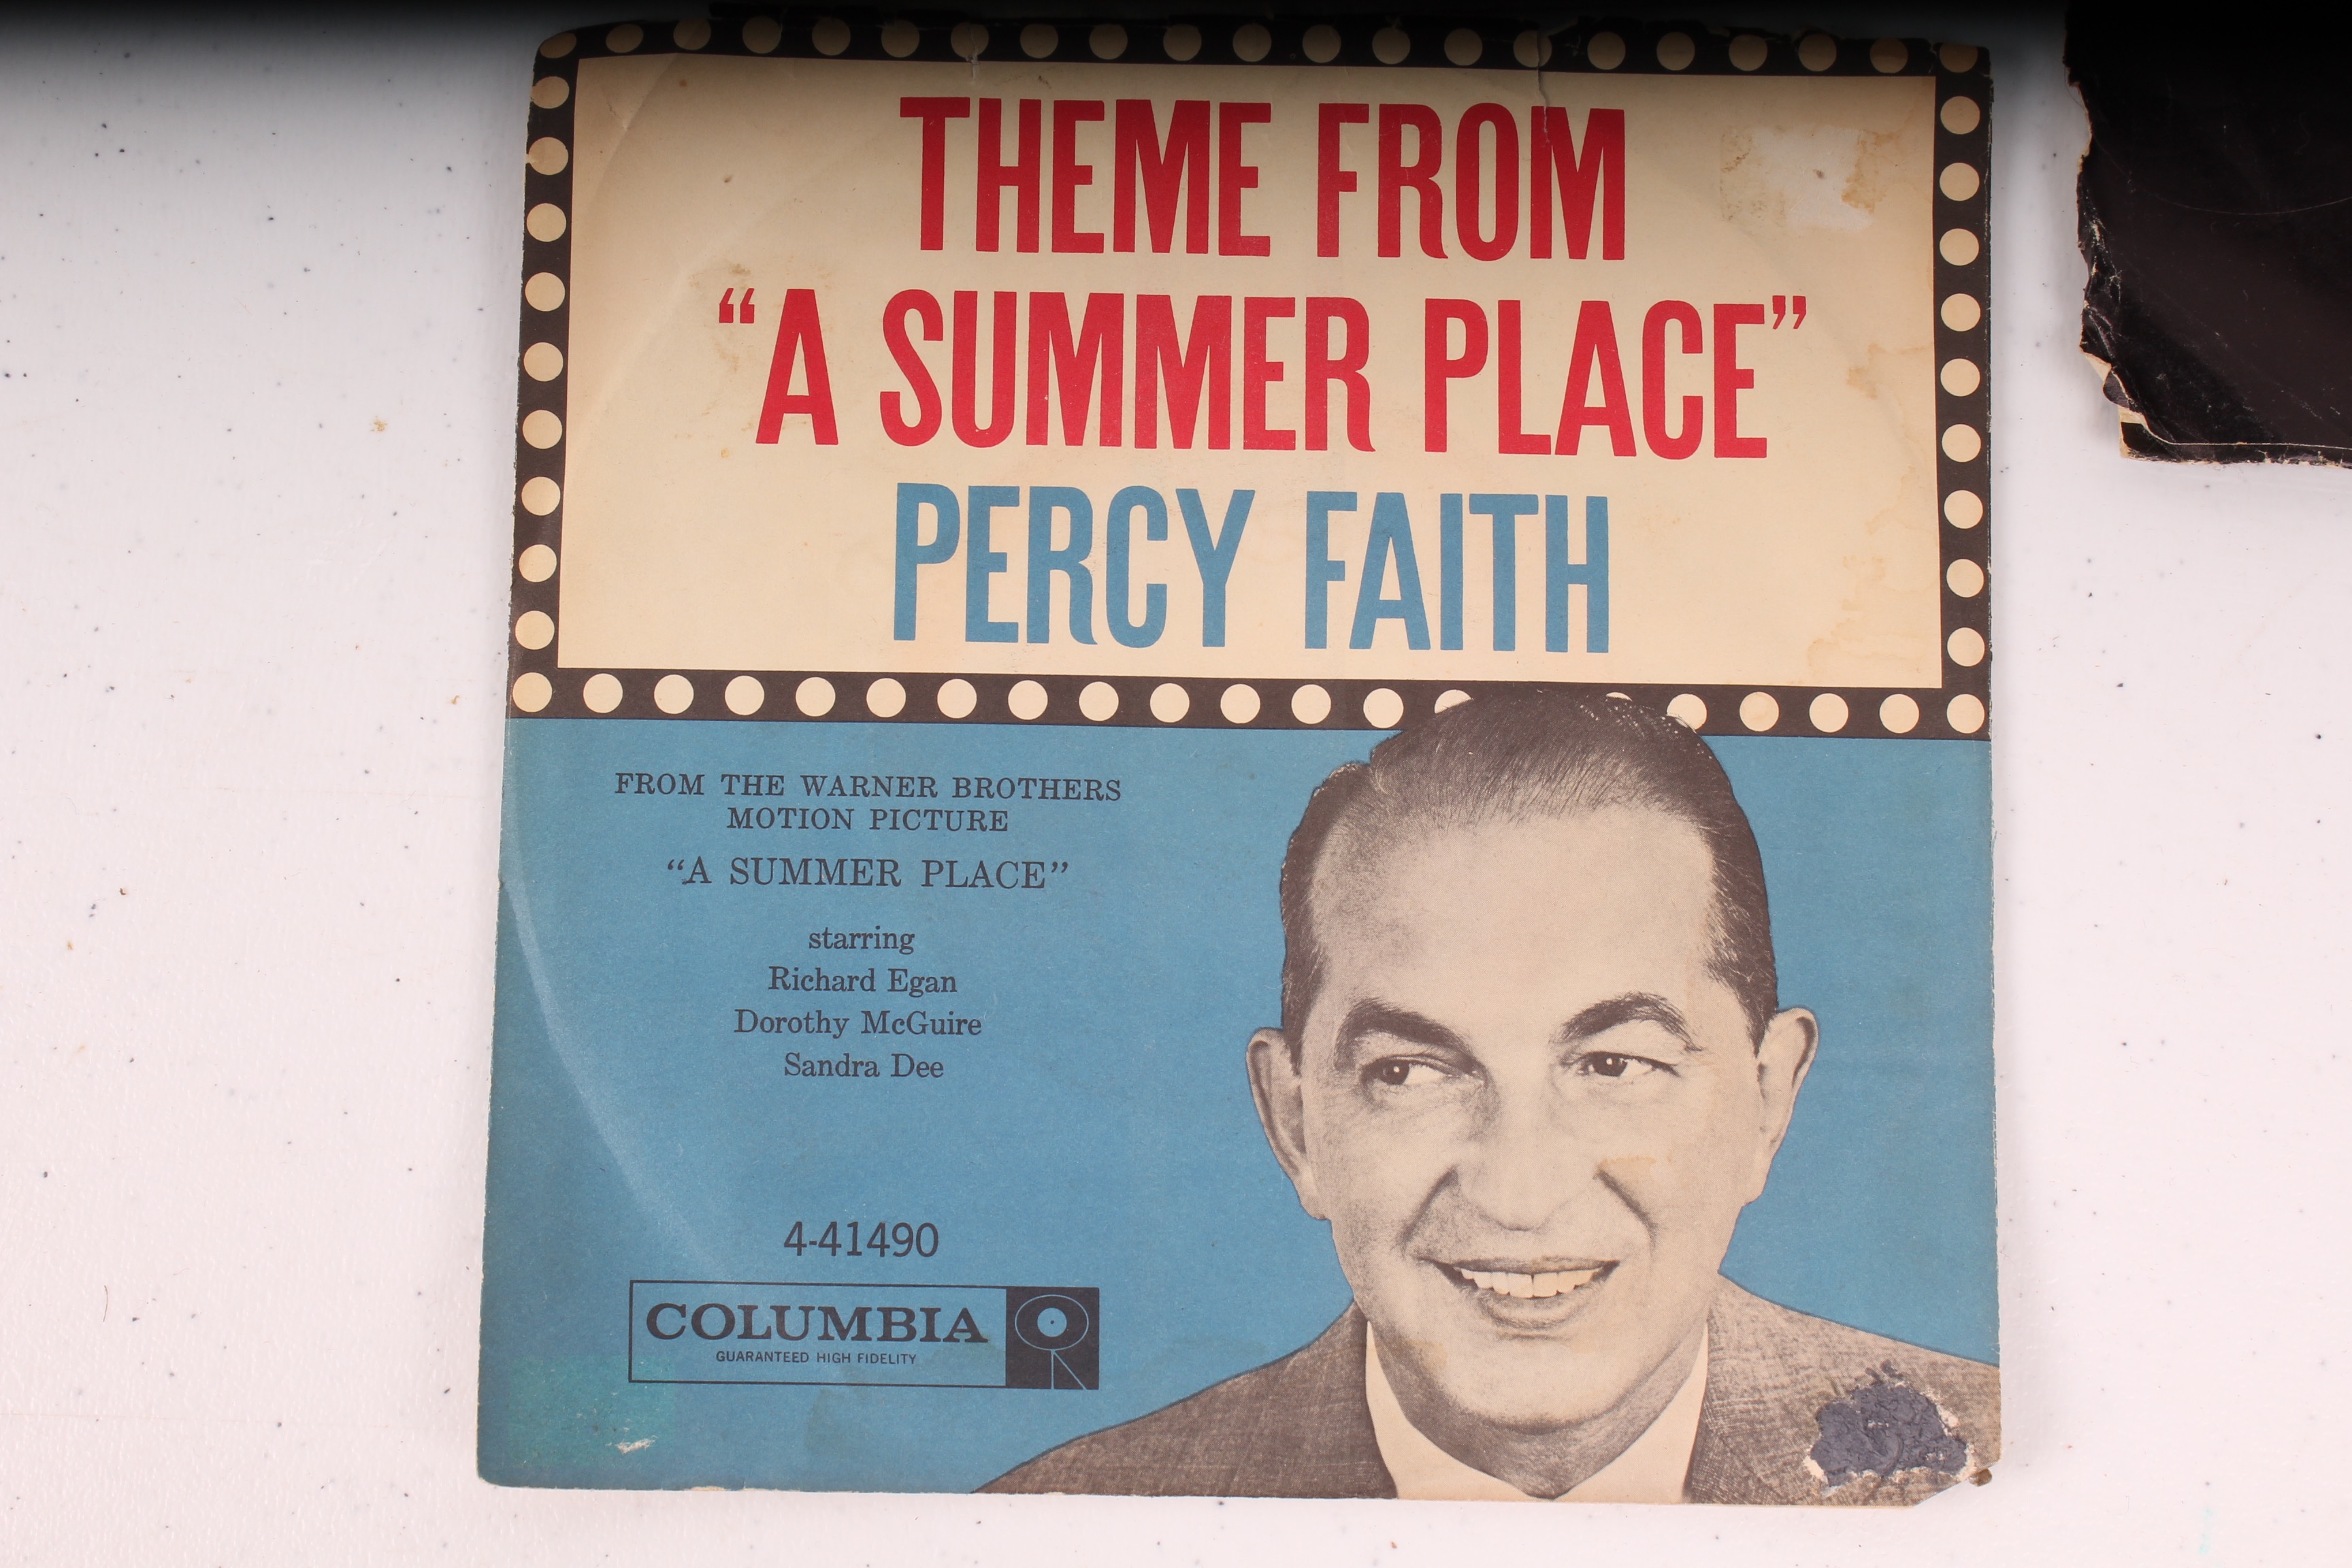 THEME FROM
“A SUMMER PLACE”
PERCY FAITH
FROM THE WARNER BROTHERS
MOTION PICTURE
“A SUMMER PLACE”
starring
Richard Egan
Dorothy McGuire
Sandra Dee
4-41490
COLUMBIA
GUARANTEED HIGH FIDELITY